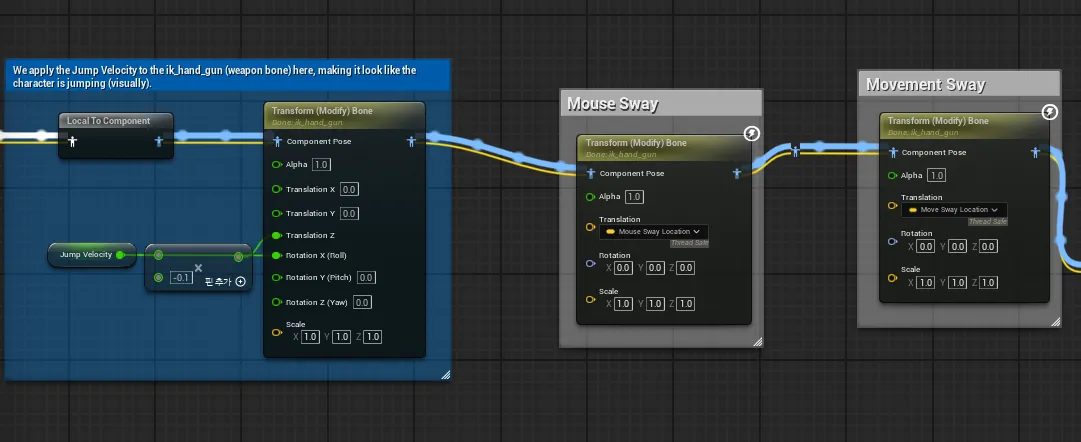 We apply the Jump Velocity to the ik_hand_gun (weapon bone) here, making it look like the
character is jumping (visually).
Local To Component
Transform (Modify) Bone
Bone: ik_hand_gun
Component Pose
Alpha 1.0
Translation X 0.0
Translation Y 0.0
Translation Z
Rotation X (Roll)
Rotation Y (Pitch) 0.0
Rotation Z (Yaw) 0.0
Scale
X 1.0 Y 1.0 Z 1.0
Jump Velocity
×
-0.1
핀 추가
Mouse Sway
Transform (Modify) Bone
Bone: ik_hand_gun
Component Pose
Alpha 1.0
Translation
Mouse Sway Location
Thread Safe
Rotation
X 0.0 Y 0.0 Z 0.0
Scale
X 1.0 Y 1.0 Z 1.0
Movement Sway
Transform (Modify) Bone
Bone: ik_hand_gun
Component Pose
Alpha 1.0
Translation
Move Sway Location
Thread Safe
Rotation
X 0.0 Y 0.0 Z 0.0
Scale
X 1.0 Y 1.0 Z 1.0